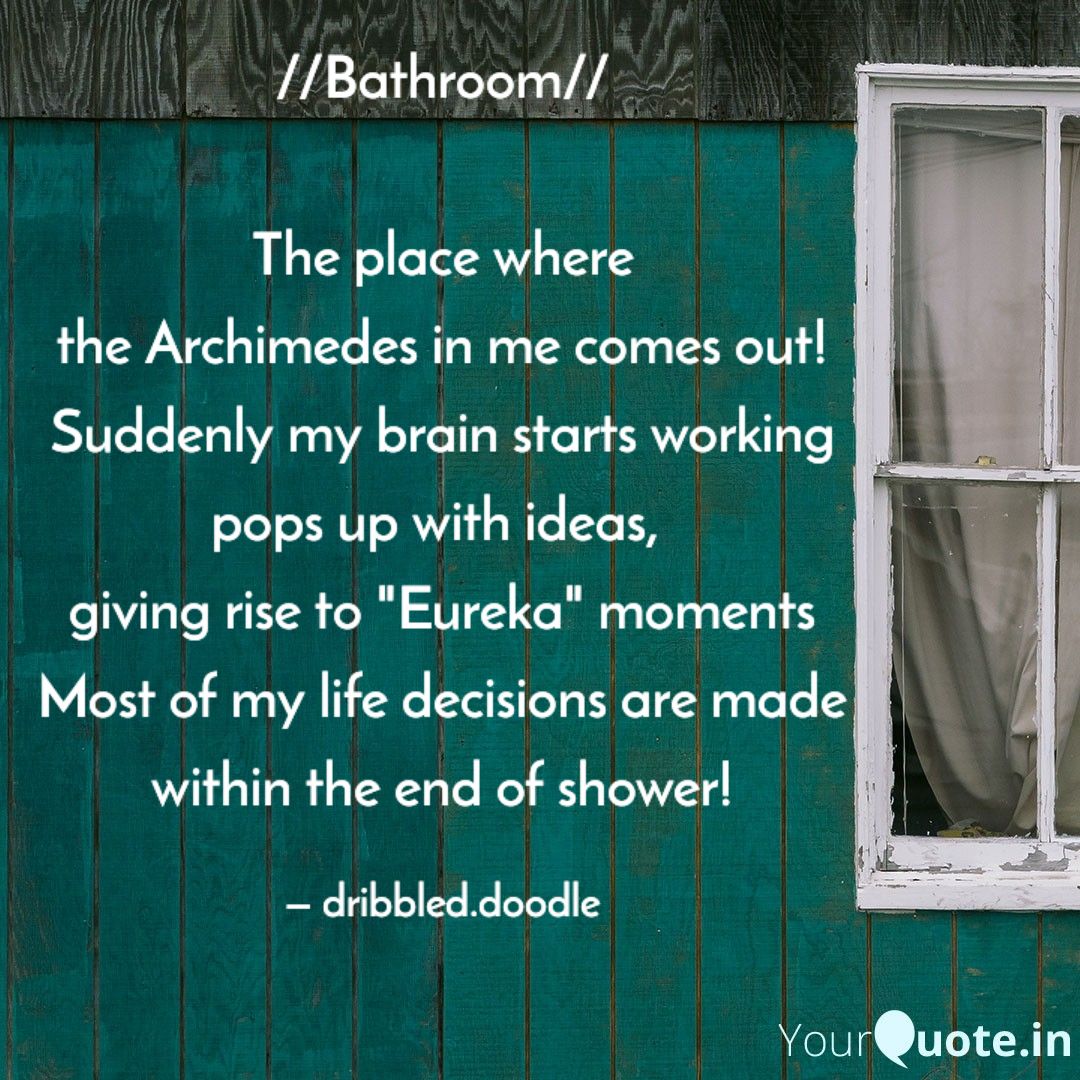 //Bathroom//
The place where
the Archimedes in me comes out!
Suddenly my brain starts working
pops up with ideas,
giving rise to "Eureka" moments
Most of my life decisions are made
within the end of shower!
– dribbled.doodle
YourQuote.in